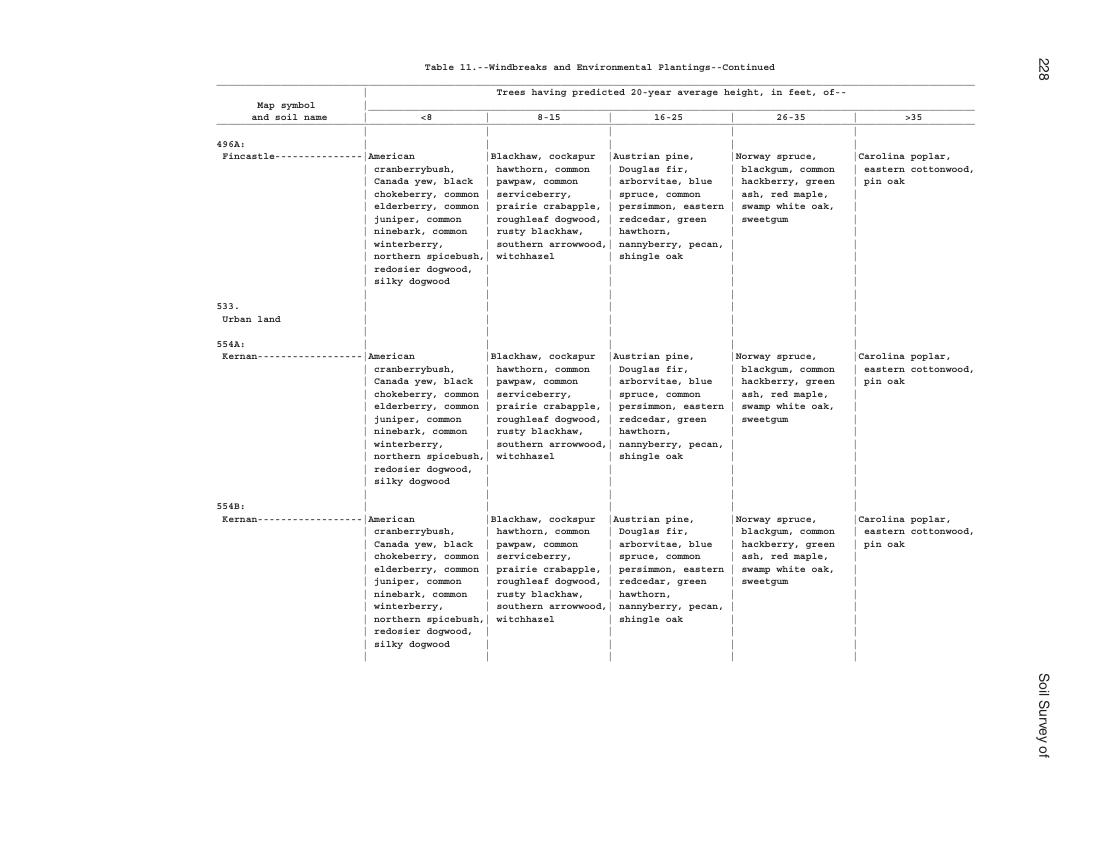 228
Table 11.--Windbreaks and Environmental Plantings--Continued
Trees having predicted 20-year average height, in feet, of--
Map symbol
and soil name | <8 | 8-15 | 16-25 | 26-35 | >35
496A:
Fincastle---------------|American |Blackhaw, cockspur |Austrian pine, |Norway spruce, |Carolina poplar,
cranberrybush, | hawthorn, common | Douglas fir, | blackgum, common | eastern cottonwood,
Canada yew, black | pawpaw, common | arborvitae, blue | hackberry, green | pin oak
chokeberry, common | serviceberry, | spruce, common | ash, red maple, |
elderberry, common | prairie crabapple, | persimmon, eastern | swamp white oak, |
juniper, common | roughleaf dogwood, | redcedar, green | sweetgum |
ninebark, common | rusty blackhaw, | hawthorn, | |
winterberry, | southern arrowwood, | nannyberry, pecan, | |
northern spicebush, | witchhazel | shingle oak | |
redosier dogwood, | | | |
silky dogwood | | | |
533.
Urban land
554A:
Kernan------------------|American |Blackhaw, cockspur |Austrian pine, |Norway spruce, |Carolina poplar,
cranberrybush, | hawthorn, common | Douglas fir, | blackgum, common | eastern cottonwood,
Canada yew, black | pawpaw, common | arborvitae, blue | hackberry, green | pin oak
chokeberry, common | serviceberry, | spruce, common | ash, red maple, |
elderberry, common | prairie crabapple, | persimmon, eastern | swamp white oak, |
juniper, common | roughleaf dogwood, | redcedar, green | sweetgum |
ninebark, common | rusty blackhaw, | hawthorn, | |
winterberry, | southern arrowwood, | nannyberry, pecan, | |
northern spicebush, | witchhazel | shingle oak | |
redosier dogwood, | | | |
silky dogwood | | | |
554B:
Kernan------------------|American |Blackhaw, cockspur |Austrian pine, |Norway spruce, |Carolina poplar,
cranberrybush, | hawthorn, common | Douglas fir, | blackgum, common | eastern cottonwood,
Canada yew, black | pawpaw, common | arborvitae, blue | hackberry, green | pin oak
chokeberry, common | serviceberry, | spruce, common | ash, red maple, |
elderberry, common | prairie crabapple, | persimmon, eastern | swamp white oak, |
juniper, common | roughleaf dogwood, | redcedar, green | sweetgum |
ninebark, common | rusty blackhaw, | hawthorn, | |
winterberry, | southern arrowwood, | nannyberry, pecan, | |
northern spicebush, | witchhazel | shingle oak | |
redosier dogwood, | | | |
silky dogwood | | | |
Soil Survey of